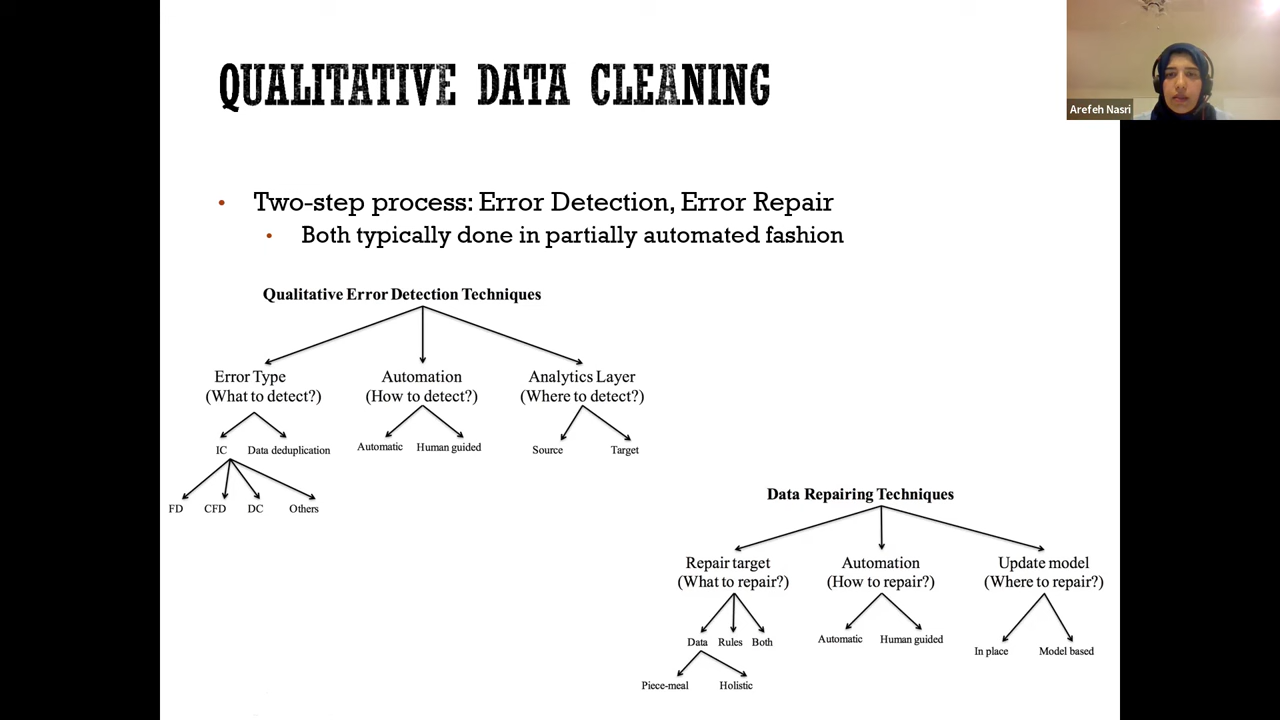 QUALITATIVE DATA CLEANING
Arefeh Nasri
• Two-step process: Error Detection, Error Repair
• Both typically done in partially automated fashion
Qualitative Error Detection Techniques
Error Type
(What to detect?)
Automation
(How to detect?)
Analytics Layer
(Where to detect?)
IC
Data deduplication
Automatic
Human guided
Source
Target
FD
CFD
DC
Others
Data Repairing Techniques
Repair target
(What to repair?)
Automation
(How to repair?)
Update model
(Where to repair?)
Data
Rules
Both
Automatic
Human guided
In place
Model based
Piece-meal
Holistic